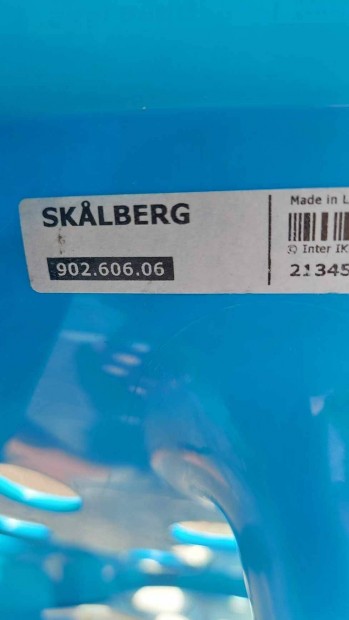 SKÅLBERG
902.606.06
Made in L
© Inter IK
21345